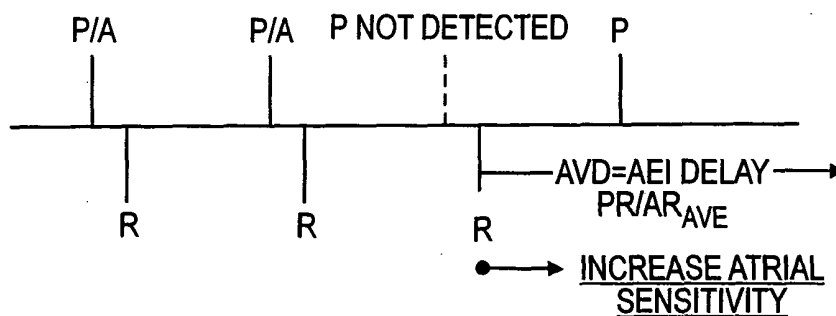 P/A P/A P NOT DETECTED P
R R R
AVD=AEI DELAY
PR/AR_AVE
INCREASE ATRIAL
SENSITIVITY